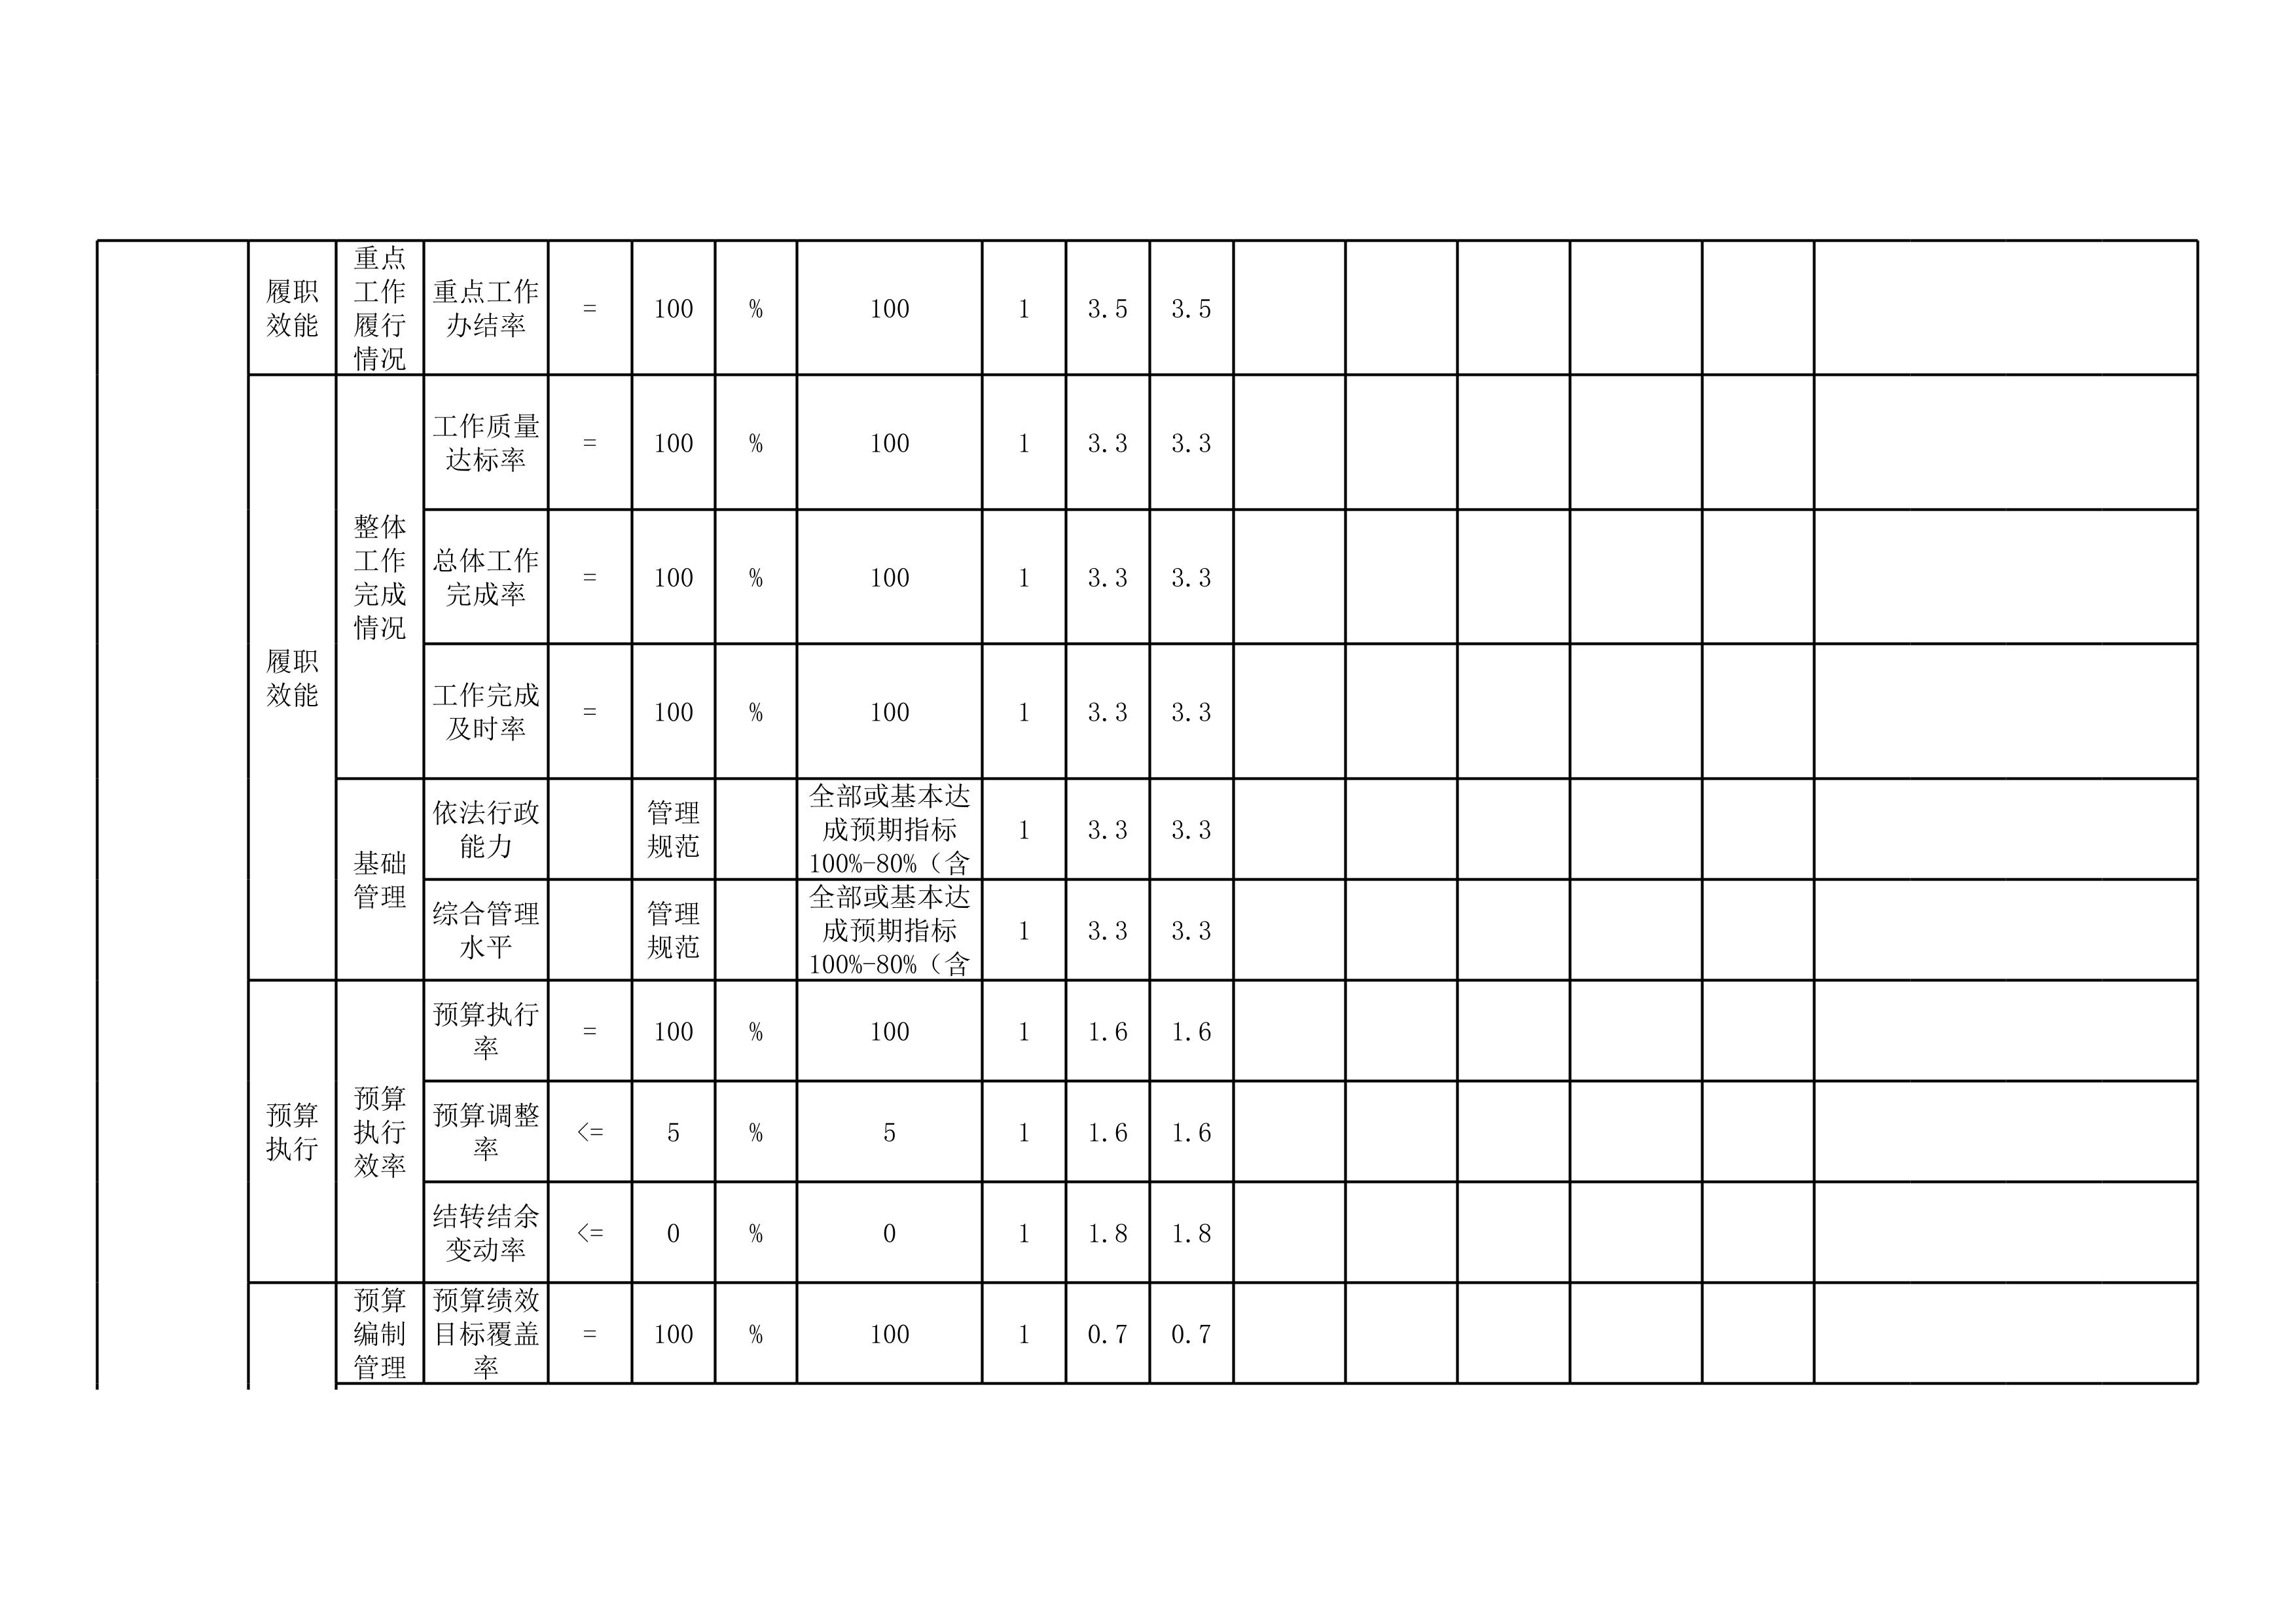 履职
效能
重点
工作
履行
情况
重点工作
办结率
=
100
%
100
1
3.5
3.5
履职
效能
整体
工作
完成
情况
工作质量
达标率
=
100
%
100
1
3.3
3.3
总体工作
完成率
=
100
%
100
1
3.3
3.3
工作完成
及时率
=
100
%
100
1
3.3
3.3
基础
管理
依法行政
能力
管理
规范
全部或基本达
成预期指标
100%-80%（含
1
3.3
3.3
综合管理
水平
管理
规范
全部或基本达
成预期指标
100%-80%（含
1
3.3
3.3
预算
执行
预算
执行
效率
预算执行
率
=
100
%
100
1
1.6
1.6
预算调整
率
<=
5
%
5
1
1.6
1.6
结转结余
变动率
<=
0
%
0
1
1.8
1.8
预算
编制
管理
预算绩效
目标覆盖
率
=
100
%
100
1
0.7
0.7